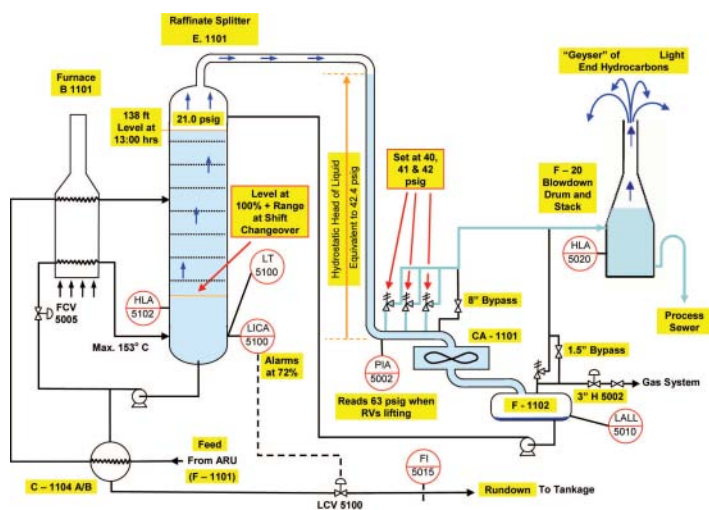 Raffinate Splitter
E. 1101
"Geyser" of Light
End Hydrocarbons
Furnace
B 1101
138 ft
Level at
13:00 hrs
21.0 psig
Set at 40,
41 & 42
psig
F – 20
Blowdown
Drum and
Stack
Hydrostatic Head of Liquid
Equivalent to 42.4 psig
Level at
100% + Range
at Shift
Changeover
LT
5100
HLA
5020
HLA
5102
8" Bypass
FCV
5005
Process
Sewer
LICA
5100
CA - 1101
Max. 153° C
PIA
5002
1.5" Bypass
Alarms
at 72%
Gas System
Reads 63 psig when
RVs lifting
F - 1102
3" H 5002
LALL
5010
Feed
From ARU
(F – 1101)
FI
5015
C – 1104 A/B
Rundown To Tankage
LCV 5100